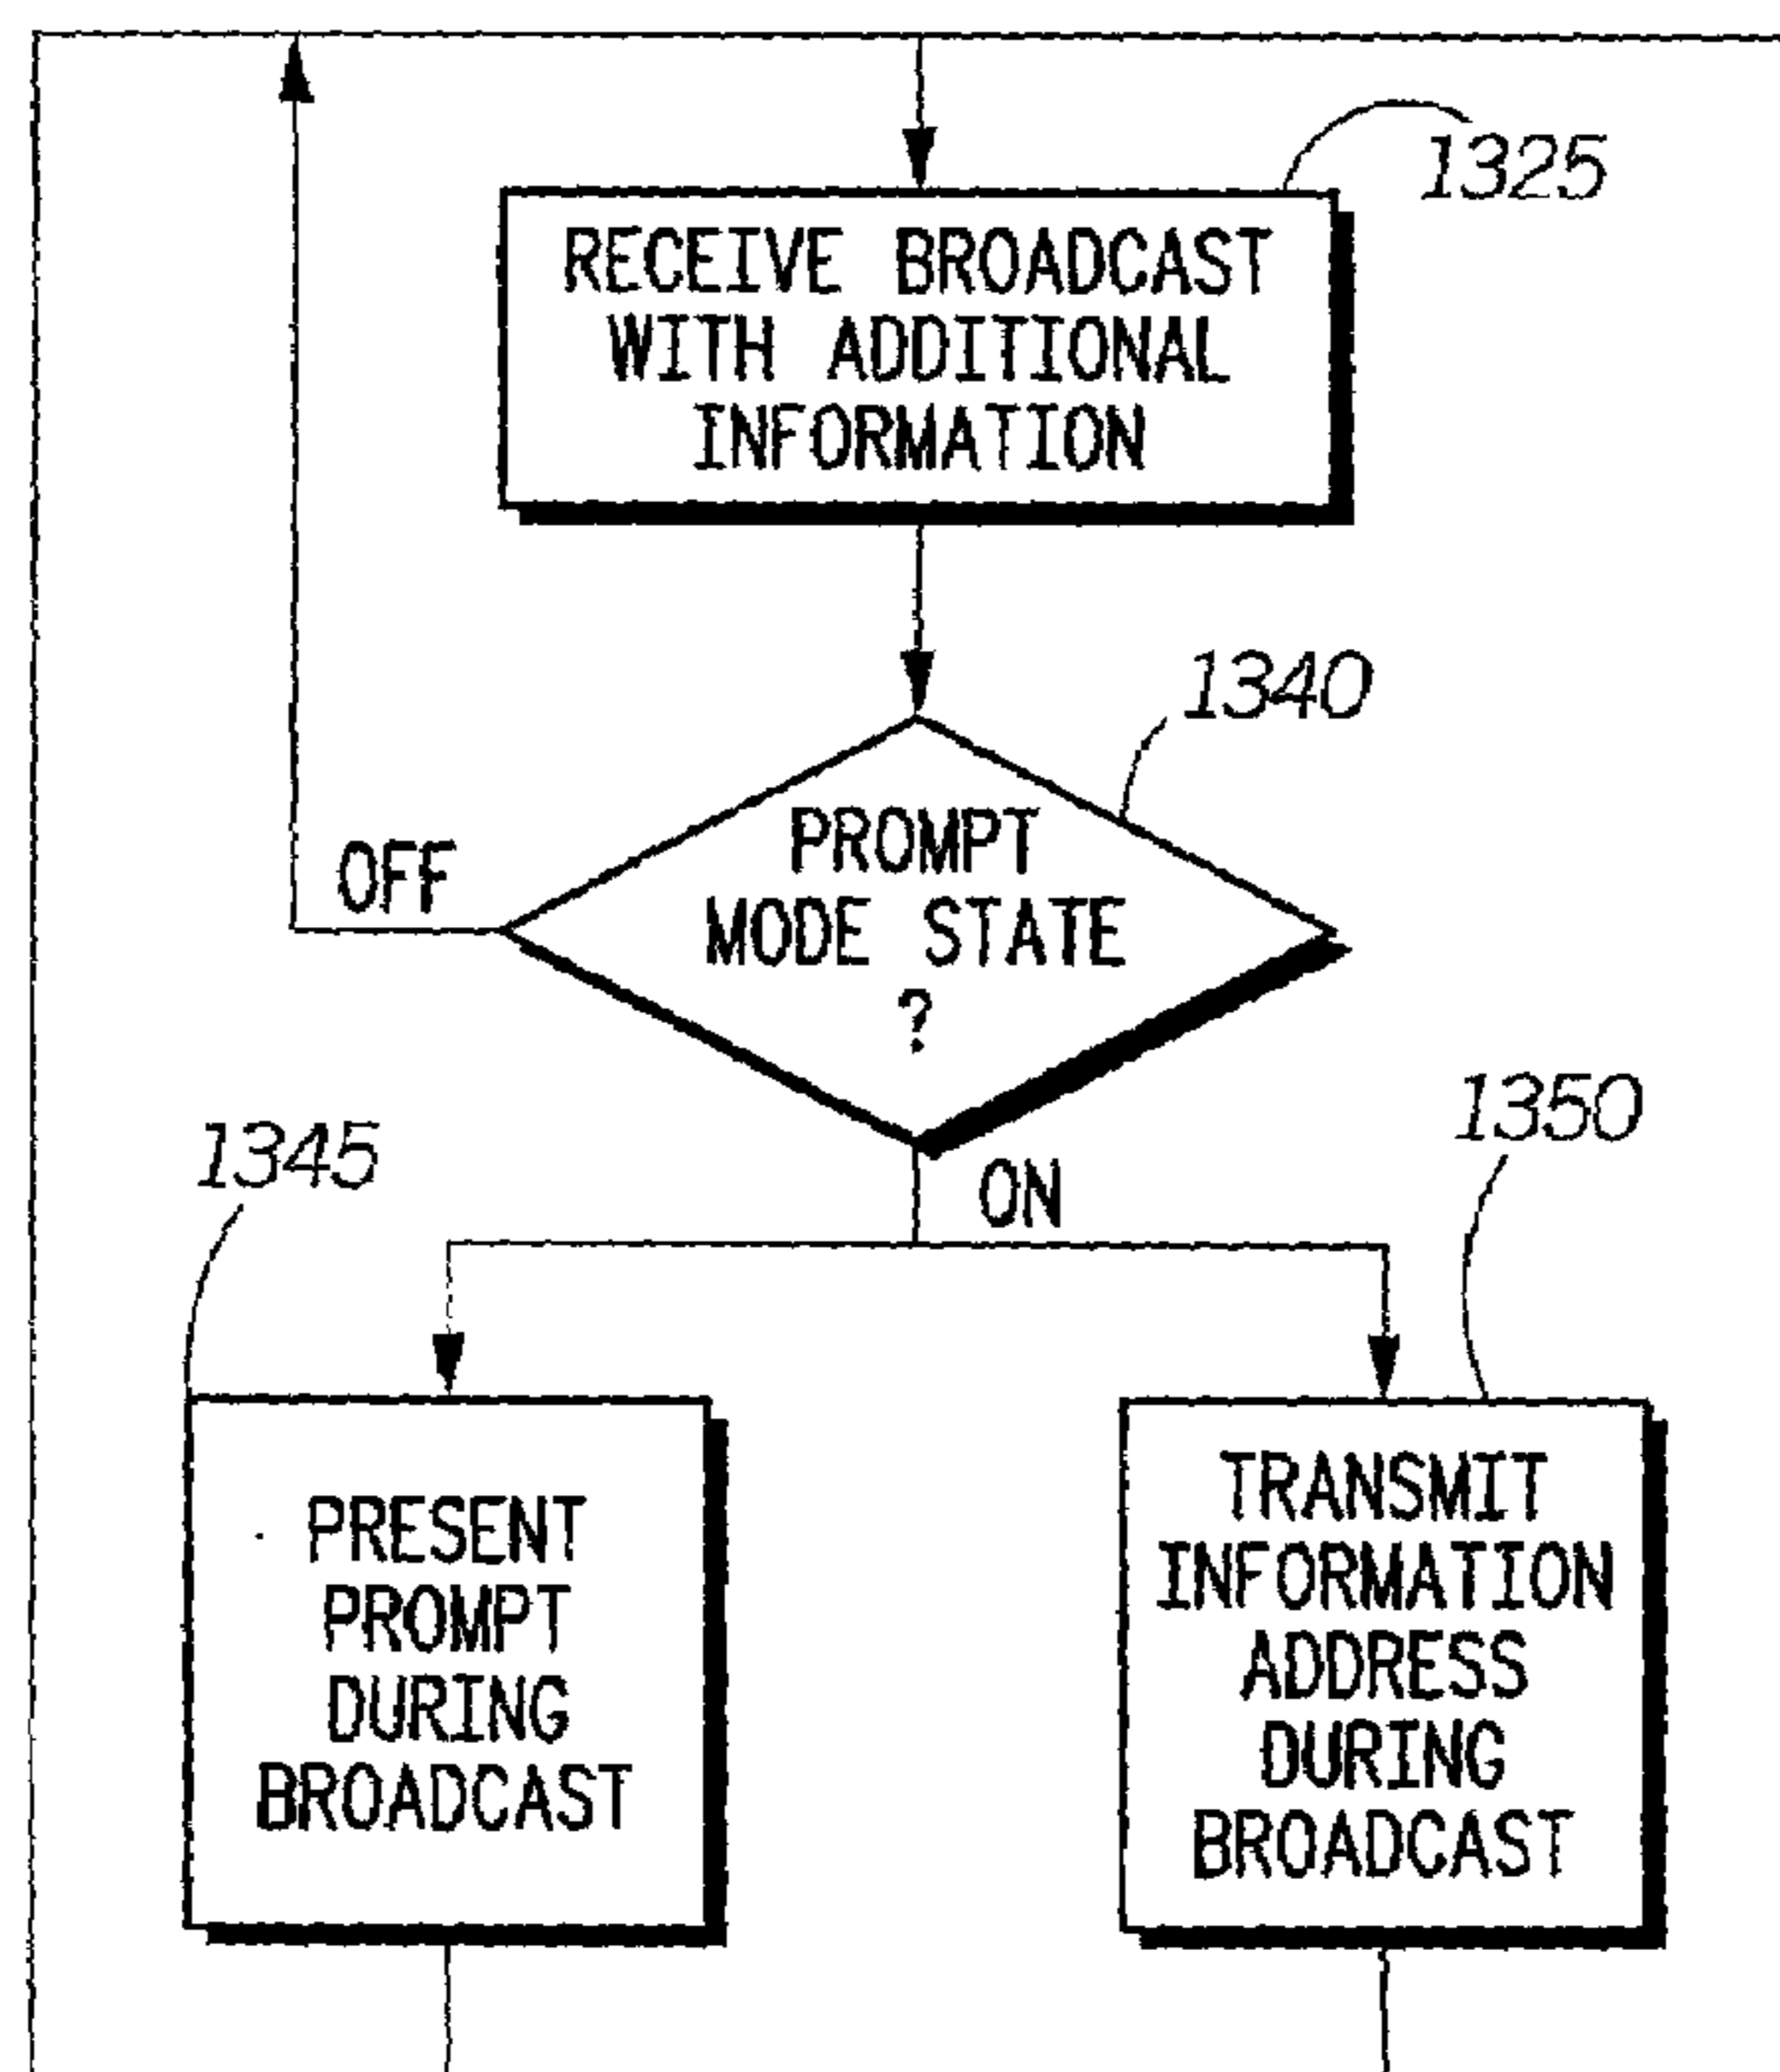 1325
RECEIVE BROADCAST
WITH ADDITIONAL
INFORMATION
1340
PROMPT
MODE STATE
?
OFF
ON
1345
PRESENT
PROMPT
DURING
BROADCAST
1350
TRANSMIT
INFORMATION
ADDRESS
DURING
BROADCAST